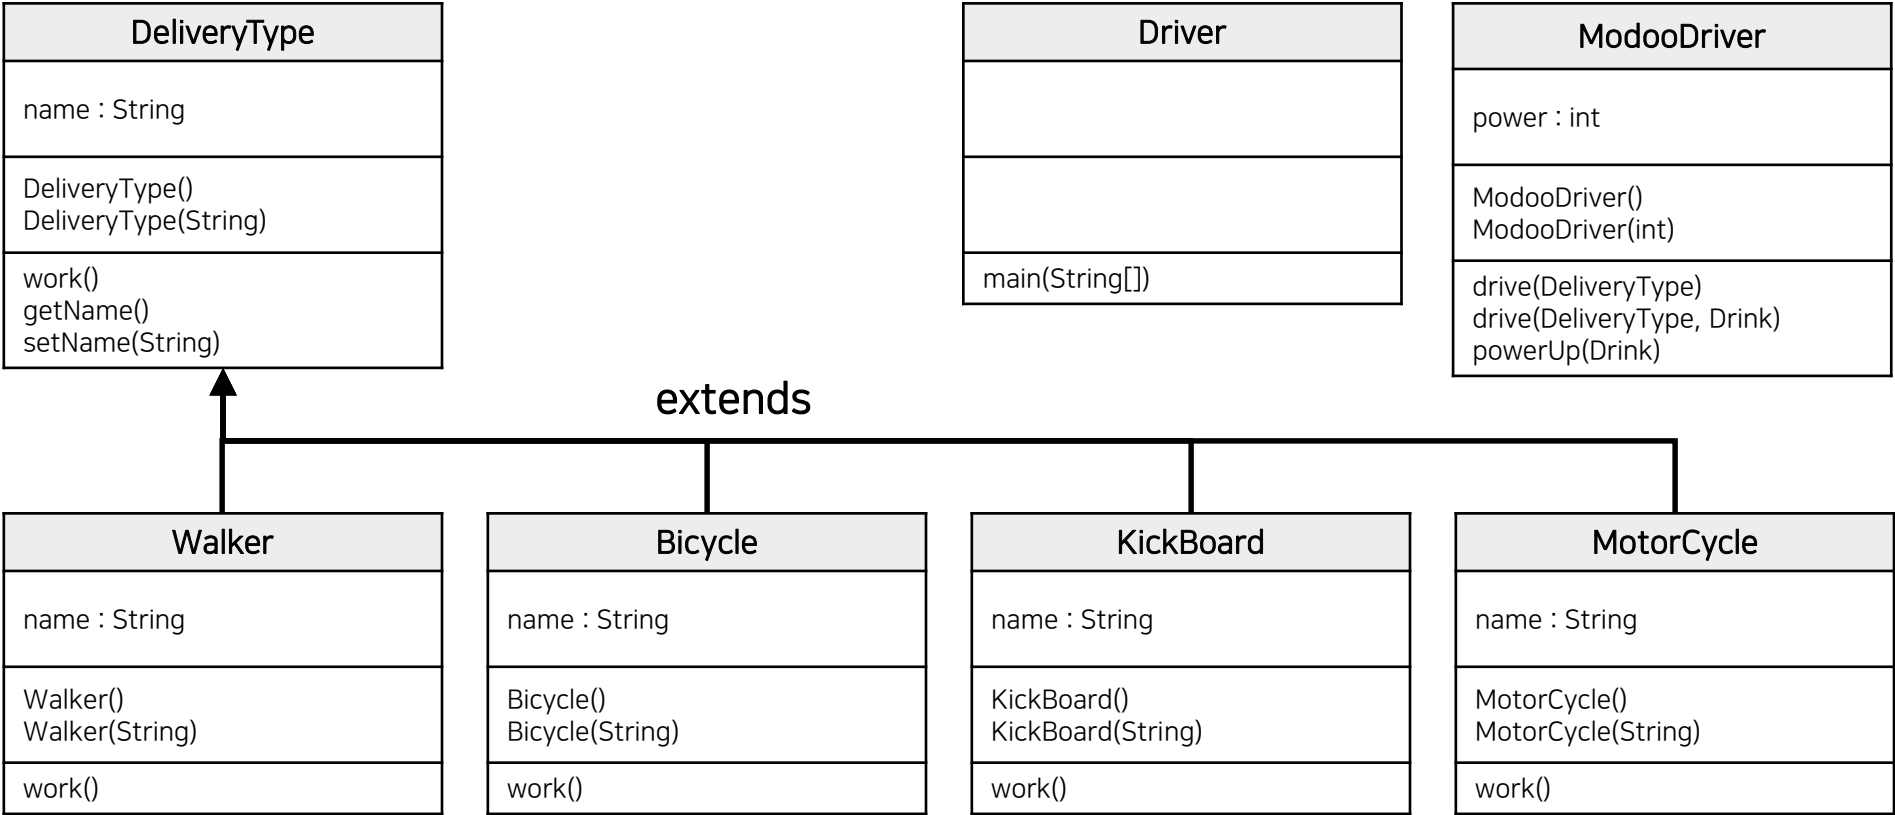 DeliveryType
name : String
DeliveryType()
DeliveryType(String)
work()
getName()
setName(String)
Driver
main(String[])
ModooDriver
power : int
ModooDriver()
ModooDriver(int)
drive(DeliveryType)
drive(DeliveryType, Drink)
powerUp(Drink)
extends
Walker
name : String
Walker()
Walker(String)
work()
Bicycle
name : String
Bicycle()
Bicycle(String)
work()
KickBoard
name : String
KickBoard()
KickBoard(String)
work()
MotorCycle
name : String
MotorCycle()
MotorCycle(String)
work()